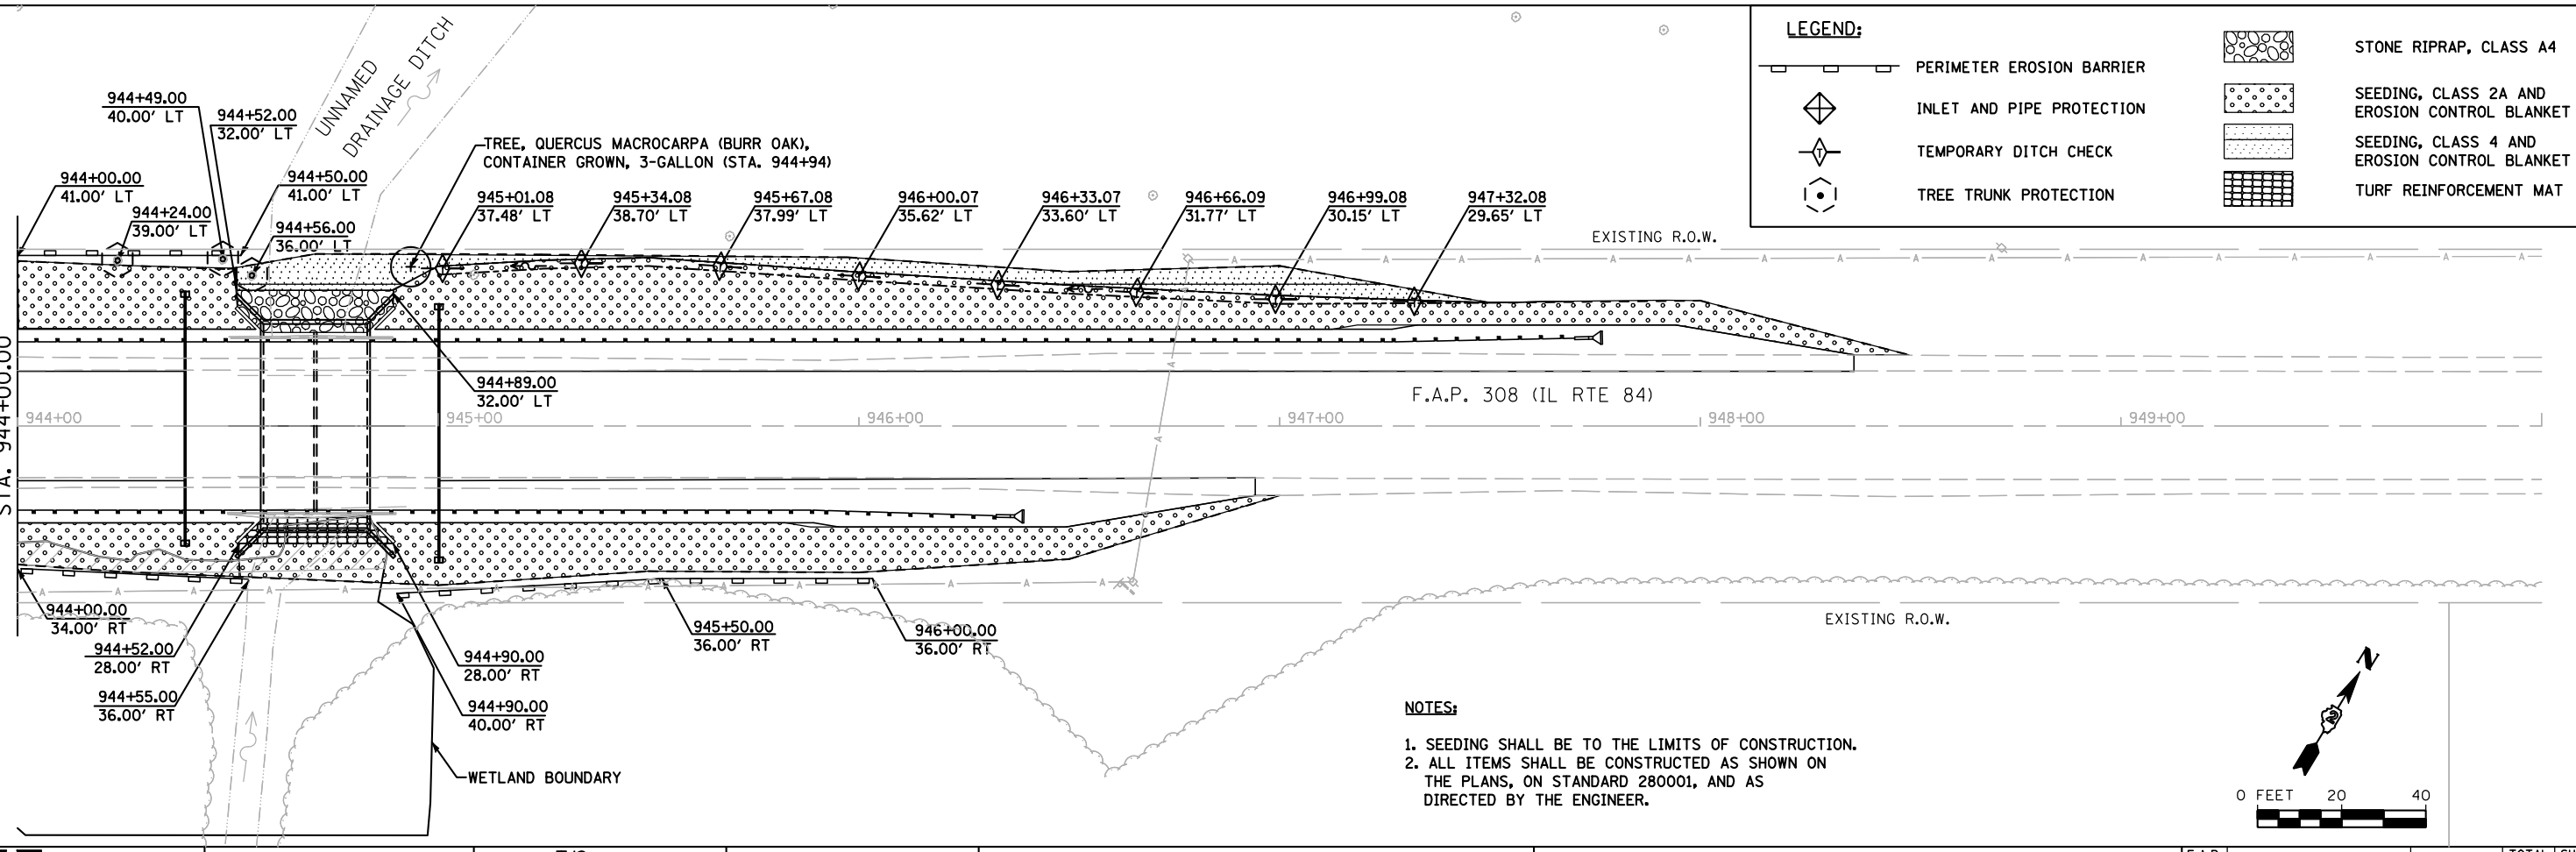 UNNAMED
DRAINAGE DITCH
944+49.00
40.00' LT
944+52.00
32.00' LT
944+00.00
41.00' LT
944+24.00
39.00' LT
944+50.00
41.00' LT
944+56.00
36.00' LT
TREE, QUERCUS MACROCARPA (BURR OAK),
CONTAINER GROWN, 3-GALLON (STA. 944+94)
945+01.08
37.48' LT
945+34.08
38.70' LT
945+67.08
37.99' LT
946+00.07
35.62' LT
946+33.07
33.60' LT
946+66.09
31.77' LT
946+99.08
30.15' LT
947+32.08
29.65' LT
EXISTING R.O.W.
LEGEND:
PERIMETER EROSION BARRIER
INLET AND PIPE PROTECTION
TEMPORARY DITCH CHECK
TREE TRUNK PROTECTION
STONE RIPRAP, CLASS A4
SEEDING, CLASS 2A AND
EROSION CONTROL BLANKET
SEEDING, CLASS 4 AND
EROSION CONTROL BLANKET
TURF REINFORCEMENT MAT
STA. 944+00.00
944+89.00
32.00' LT
F.A.P. 308 (IL RTE 84)
944+00
945+00
946+00
947+00
948+00
949+00
944+00.00
34.00' RT
944+52.00
28.00' RT
944+55.00
36.00' RT
944+90.00
28.00' RT
944+90.00
40.00' RT
945+50.00
36.00' RT
946+00.00
36.00' RT
EXISTING R.O.W.
WETLAND BOUNDARY
NOTES:
1. SEEDING SHALL BE TO THE LIMITS OF CONSTRUCTION.
2. ALL ITEMS SHALL BE CONSTRUCTED AS SHOWN ON
THE PLANS, ON STANDARD 280001, AND AS
DIRECTED BY THE ENGINEER.
N
2
0 FEET 20 40